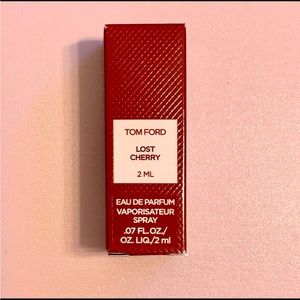 TOM FORD
LOST
CHERRY
2 ML
EAU DE PARFUM
VAPORISATEUR
SPRAY
.07 FL.OZ./
OZ. LIQ./2 ml